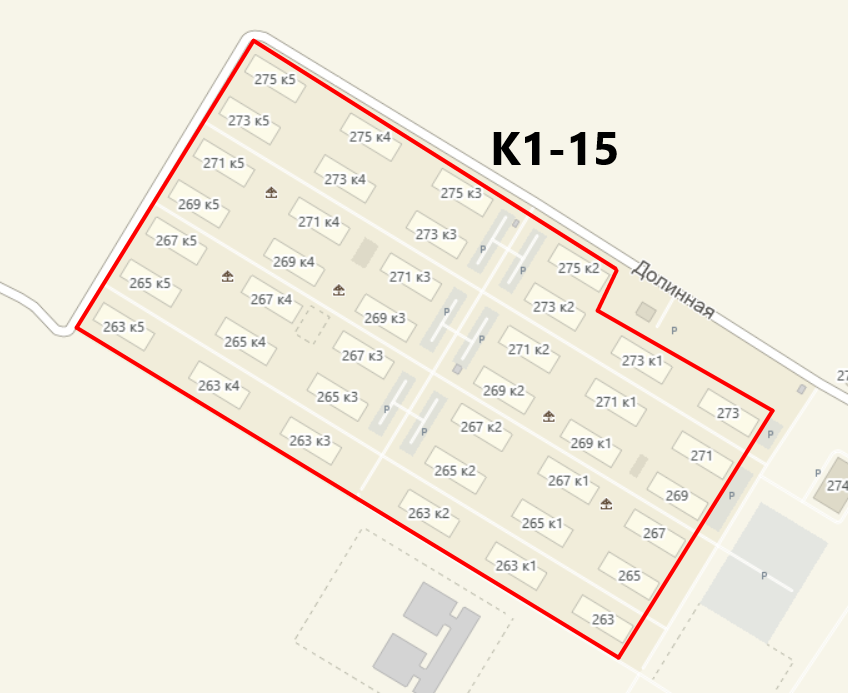 K1-15
275 к5
273 к5
275 к4
271 к5
273 к4
275 к3
269 к5
271 к4
273 к3
267 к5
269 к4
271 к3
Р
Р
275 к2
Долинная
265 к5
267 к4
269 к3
Р
273 к2
Р
263 к5
265 к4
267 к3
Р
271 к2
273 к1
27
263 к4
265 к3
269 к2
271 к1
273
Р
263 к3
Р
267 к2
269 к1
271
Р
265 к2
267 к1
269
Р
Р
274
263 к2
265 к1
267
263 к1
265
Р
263